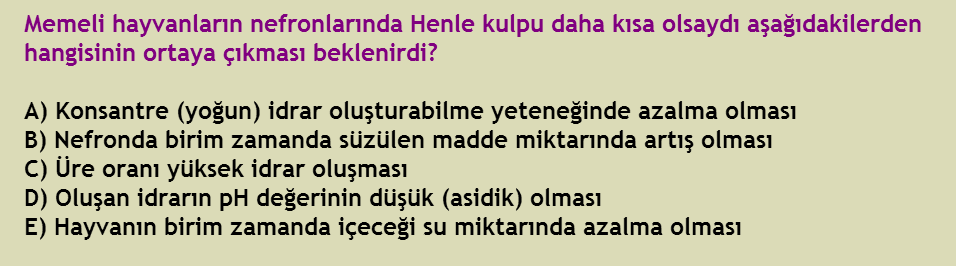 Memeli hayvanların nefronlarında Henle kulpu daha kısa olsaydı aşağıdakilerden
hangisinin ortaya çıkması beklenirdi?
A) Konsantre (yoğun) idrar oluşturabilme yeteneğinde azalma olması
B) Nefronda birim zamanda süzülen madde miktarında artış olması
C) Üre oranı yüksek idrar oluşması
D) Oluşan idrarın pH değerinin düşük (asidik) olması
E) Hayvanın birim zamanda içeceği su miktarında azalma olması